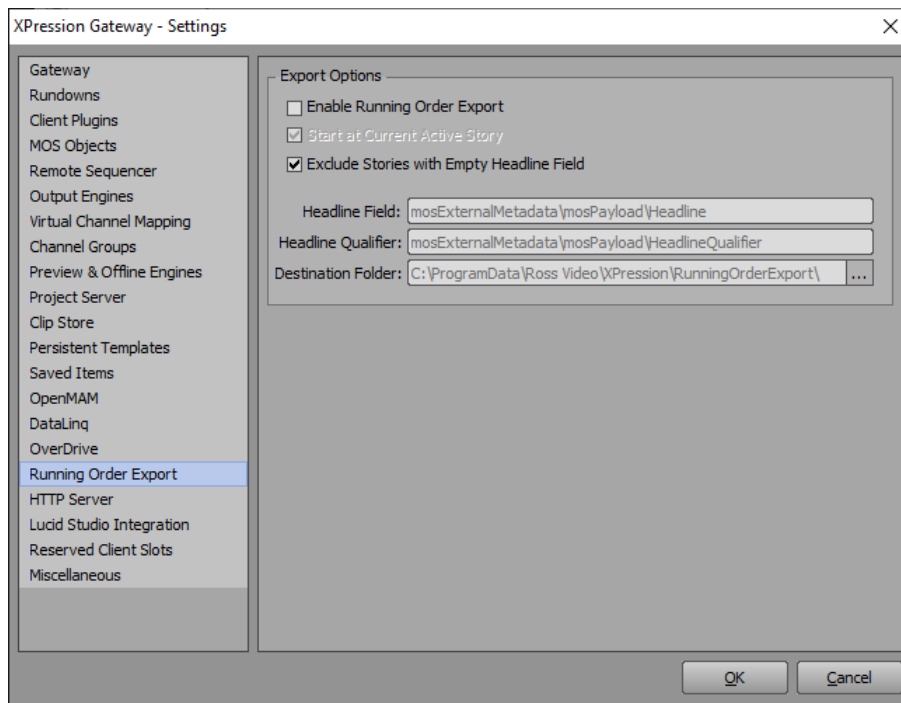 XPression Gateway - Settings
Gateway
Rundowns
Client Plugins
MOS Objects
Remote Sequencer
Output Engines
Virtual Channel Mapping
Channel Groups
Preview & Offline Engines
Project Server
Clip Store
Persistent Templates
Saved Items
OpenMAM
DataLinq
OverDrive
Running Order Export
HTTP Server
Lucid Studio Integration
Reserved Client Slots
Miscellaneous
Export Options
Enable Running Order Export
Start at Current Active Story
Exclude Stories with Empty Headline Field
Headline Field: mosExternalMetadata\mosPayload\Headline
Headline Qualifier: mosExternalMetadata\mosPayload\HeadlineQualifier
Destination Folder: C:\ProgramData\Ross Video\XPression\RunningOrderExport\ ...
OK Cancel